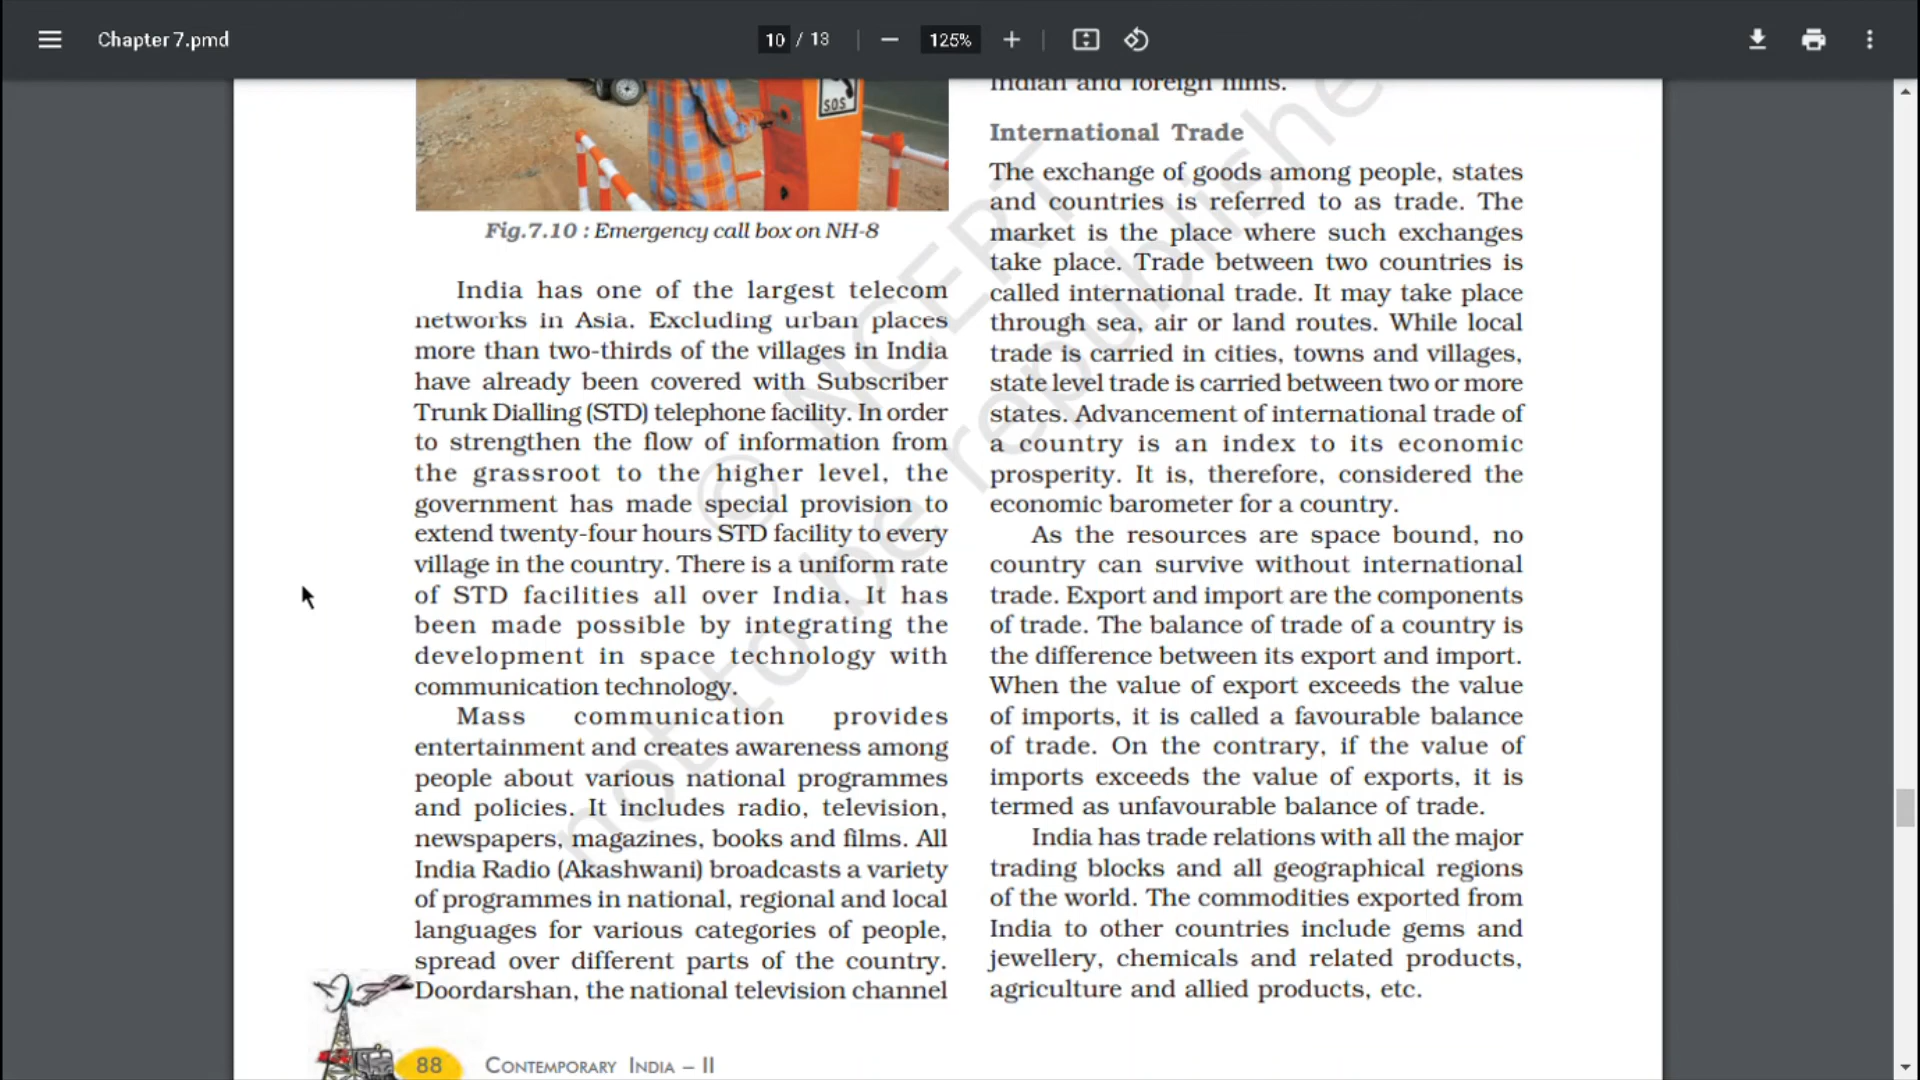 Chapter 7.pmd
10 / 13
125%
SOS
Fig.7.10 : Emergency call box on NH-8
India has one of the largest telecom
networks in Asia. Excluding urban places
more than two-thirds of the villages in India
have already been covered with Subscriber
Trunk Dialling (STD) telephone facility. In order
to strengthen the flow of information from
the grassroot to the higher level, the
government has made special provision to
extend twenty-four hours STD facility to every
village in the country. There is a uniform rate
of STD facilities all over India. It has
been made possible by integrating the
development in space technology with
communication technology.
Mass communication provides
entertainment and creates awareness among
people about various national programmes
and policies. It includes radio, television,
newspapers, magazines, books and films. All
India Radio (Akashwani) broadcasts a variety
of programmes in national, regional and local
languages for various categories of people,
spread over different parts of the country.
Doordarshan, the national television channel
Indian and foreign films.
International Trade
The exchange of goods among people, states
and countries is referred to as trade. The
market is the place where such exchanges
take place. Trade between two countries is
called international trade. It may take place
through sea, air or land routes. While local
trade is carried in cities, towns and villages,
state level trade is carried between two or more
states. Advancement of international trade of
a country is an index to its economic
prosperity. It is, therefore, considered the
economic barometer for a country.
As the resources are space bound, no
country can survive without international
trade. Export and import are the components
of trade. The balance of trade of a country is
the difference between its export and import.
When the value of export exceeds the value
of imports, it is called a favourable balance
of trade. On the contrary, if the value of
imports exceeds the value of exports, it is
termed as unfavourable balance of trade.
India has trade relations with all the major
trading blocks and all geographical regions
of the world. The commodities exported from
India to other countries include gems and
jewellery, chemicals and related products,
agriculture and allied products, etc.
© NCERT
not to be republishe
88 CONTEMPORARY INDIA – II